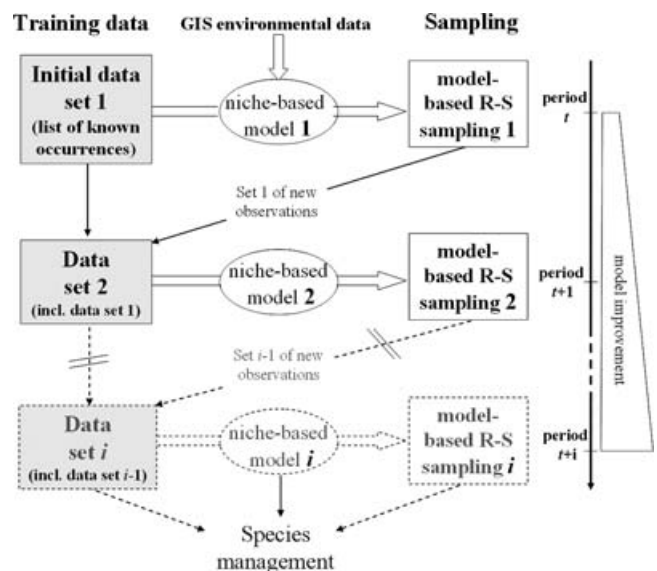 Training data
GIS environmental data
Sampling
Initial data
set 1
(list of known
occurrences)
niche-based
model 1
model-
based R-S
sampling 1
period
t
Set 1 of new
observations
Data
set 2
(incl. data set 1)
niche-based
model 2
model-
based R-S
sampling 2
period
t+1
model improvement
Set i-1 of new
observations
Data
set i
(incl. data set i-1)
niche-based
model i
model-
based R-S
sampling i
period
t+i
Species
management